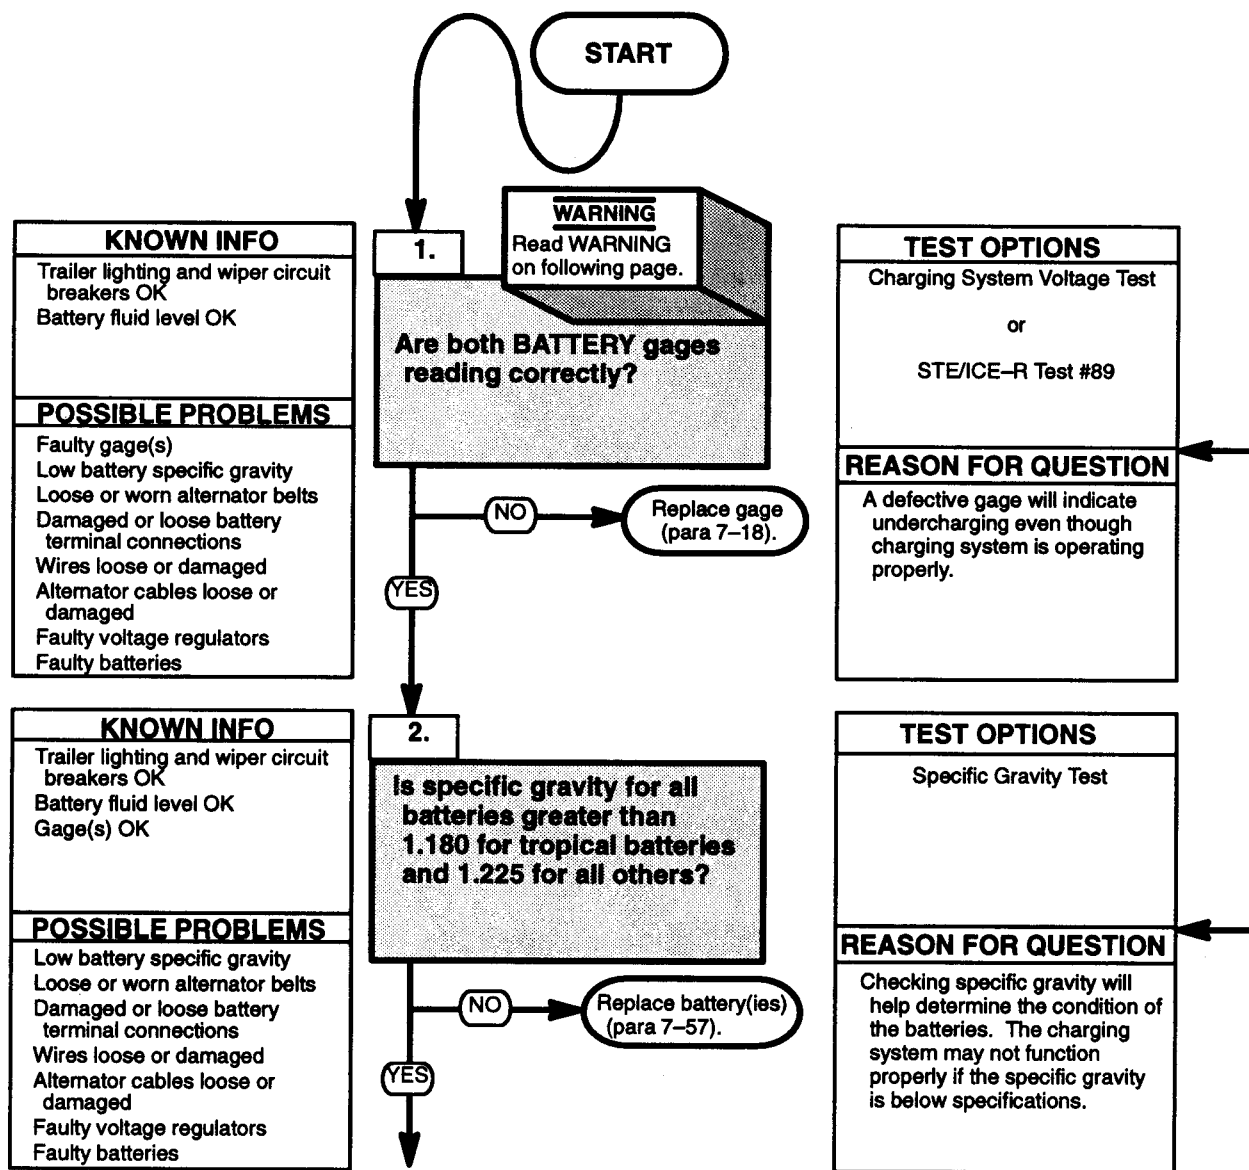 START
WARNING
Read WARNING
on following page.
KNOWN INFO
Trailer lighting and wiper circuit
breakers OK
Battery fluid level OK
POSSIBLE PROBLEMS
Faulty gage(s)
Low battery specific gravity
Loose or worn alternator belts
Damaged or loose battery
terminal connections
Wires loose or damaged
Alternator cables loose or
damaged
Faulty voltage regulators
Faulty batteries
1.
Are both BATTERY gages
reading correctly?
NO
Replace gage
(para 7–18).
YES
TEST OPTIONS
Charging System Voltage Test
or
STE/ICE–R Test #89
REASON FOR QUESTION
A defective gage will indicate
undercharging even though
charging system is operating
properly.
KNOWN INFO
Trailer lighting and wiper circuit
breakers OK
Battery fluid level OK
Gage(s) OK
POSSIBLE PROBLEMS
Low battery specific gravity
Loose or worn alternator belts
Damaged or loose battery
terminal connections
Wires loose or damaged
Alternator cables loose or
damaged
Faulty voltage regulators
Faulty batteries
2.
Is specific gravity for all
batteries greater than
1.180 for tropical batteries
and 1.225 for all others?
NO
Replace battery(ies)
(para 7–57).
YES
TEST OPTIONS
Specific Gravity Test
REASON FOR QUESTION
Checking specific gravity will
help determine the condition of
the batteries. The charging
system may not function
properly if the specific gravity
is below specifications.